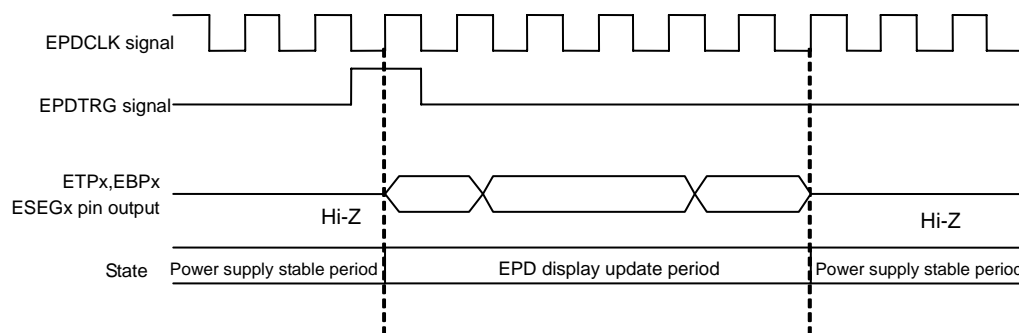 EPDCLK signal
EPDTRG signal
ETPx,EBPx
ESEGx pin output
Hi-Z
Hi-Z
State
Power supply stable period
EPD display update period
Power supply stable period